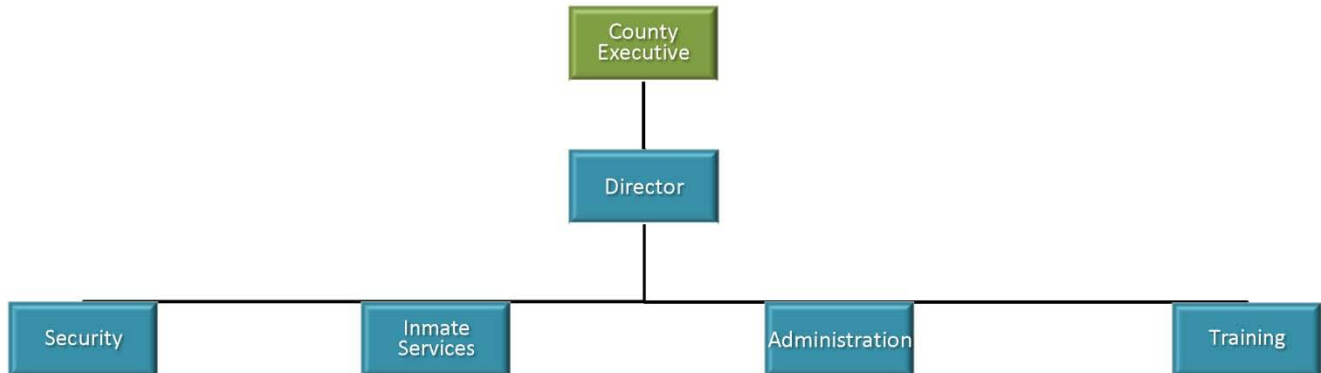 County
Executive
Director
Security
Inmate
Services
Administration
Training